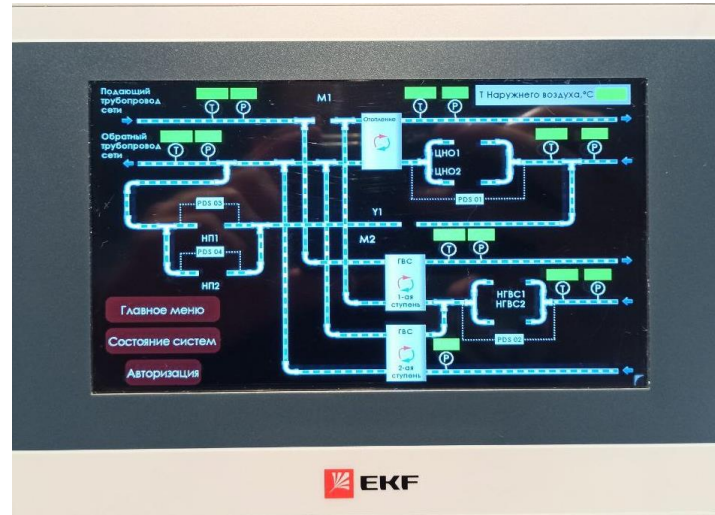 Подающий
трубопровод
сети
T P
M1
T P
Т Наружнего воздуха,°C
Обратный
трубопровод
сети
T P
Отопление
ЦНО1
ЦНО2
T P
PDS 01
PDS 03
НП1
PDS 04
НП2
У1
M2
T P
ГВС
1-ая
ступень
НГВС1
НГВС2
T P
PDS 02
ГВС
2-ая
ступень
P
Главное меню
Состояние систем
Авторизация
EKF